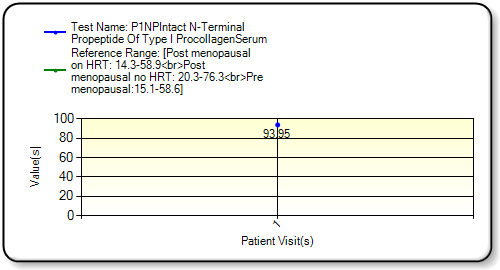 Test Name: P1NPIntact N-Terminal
Propeptide Of Type I ProcollagenSerum
Reference Range: [Post menopausal
on HRT: 14.3-58.9<br>Post
menopausal no HRT: 20.3-76.3<br>Pre
menopausal:15.1-58.6]
100
80
60
40
20
0
Value(s)
93.95
Patient Visit(s)